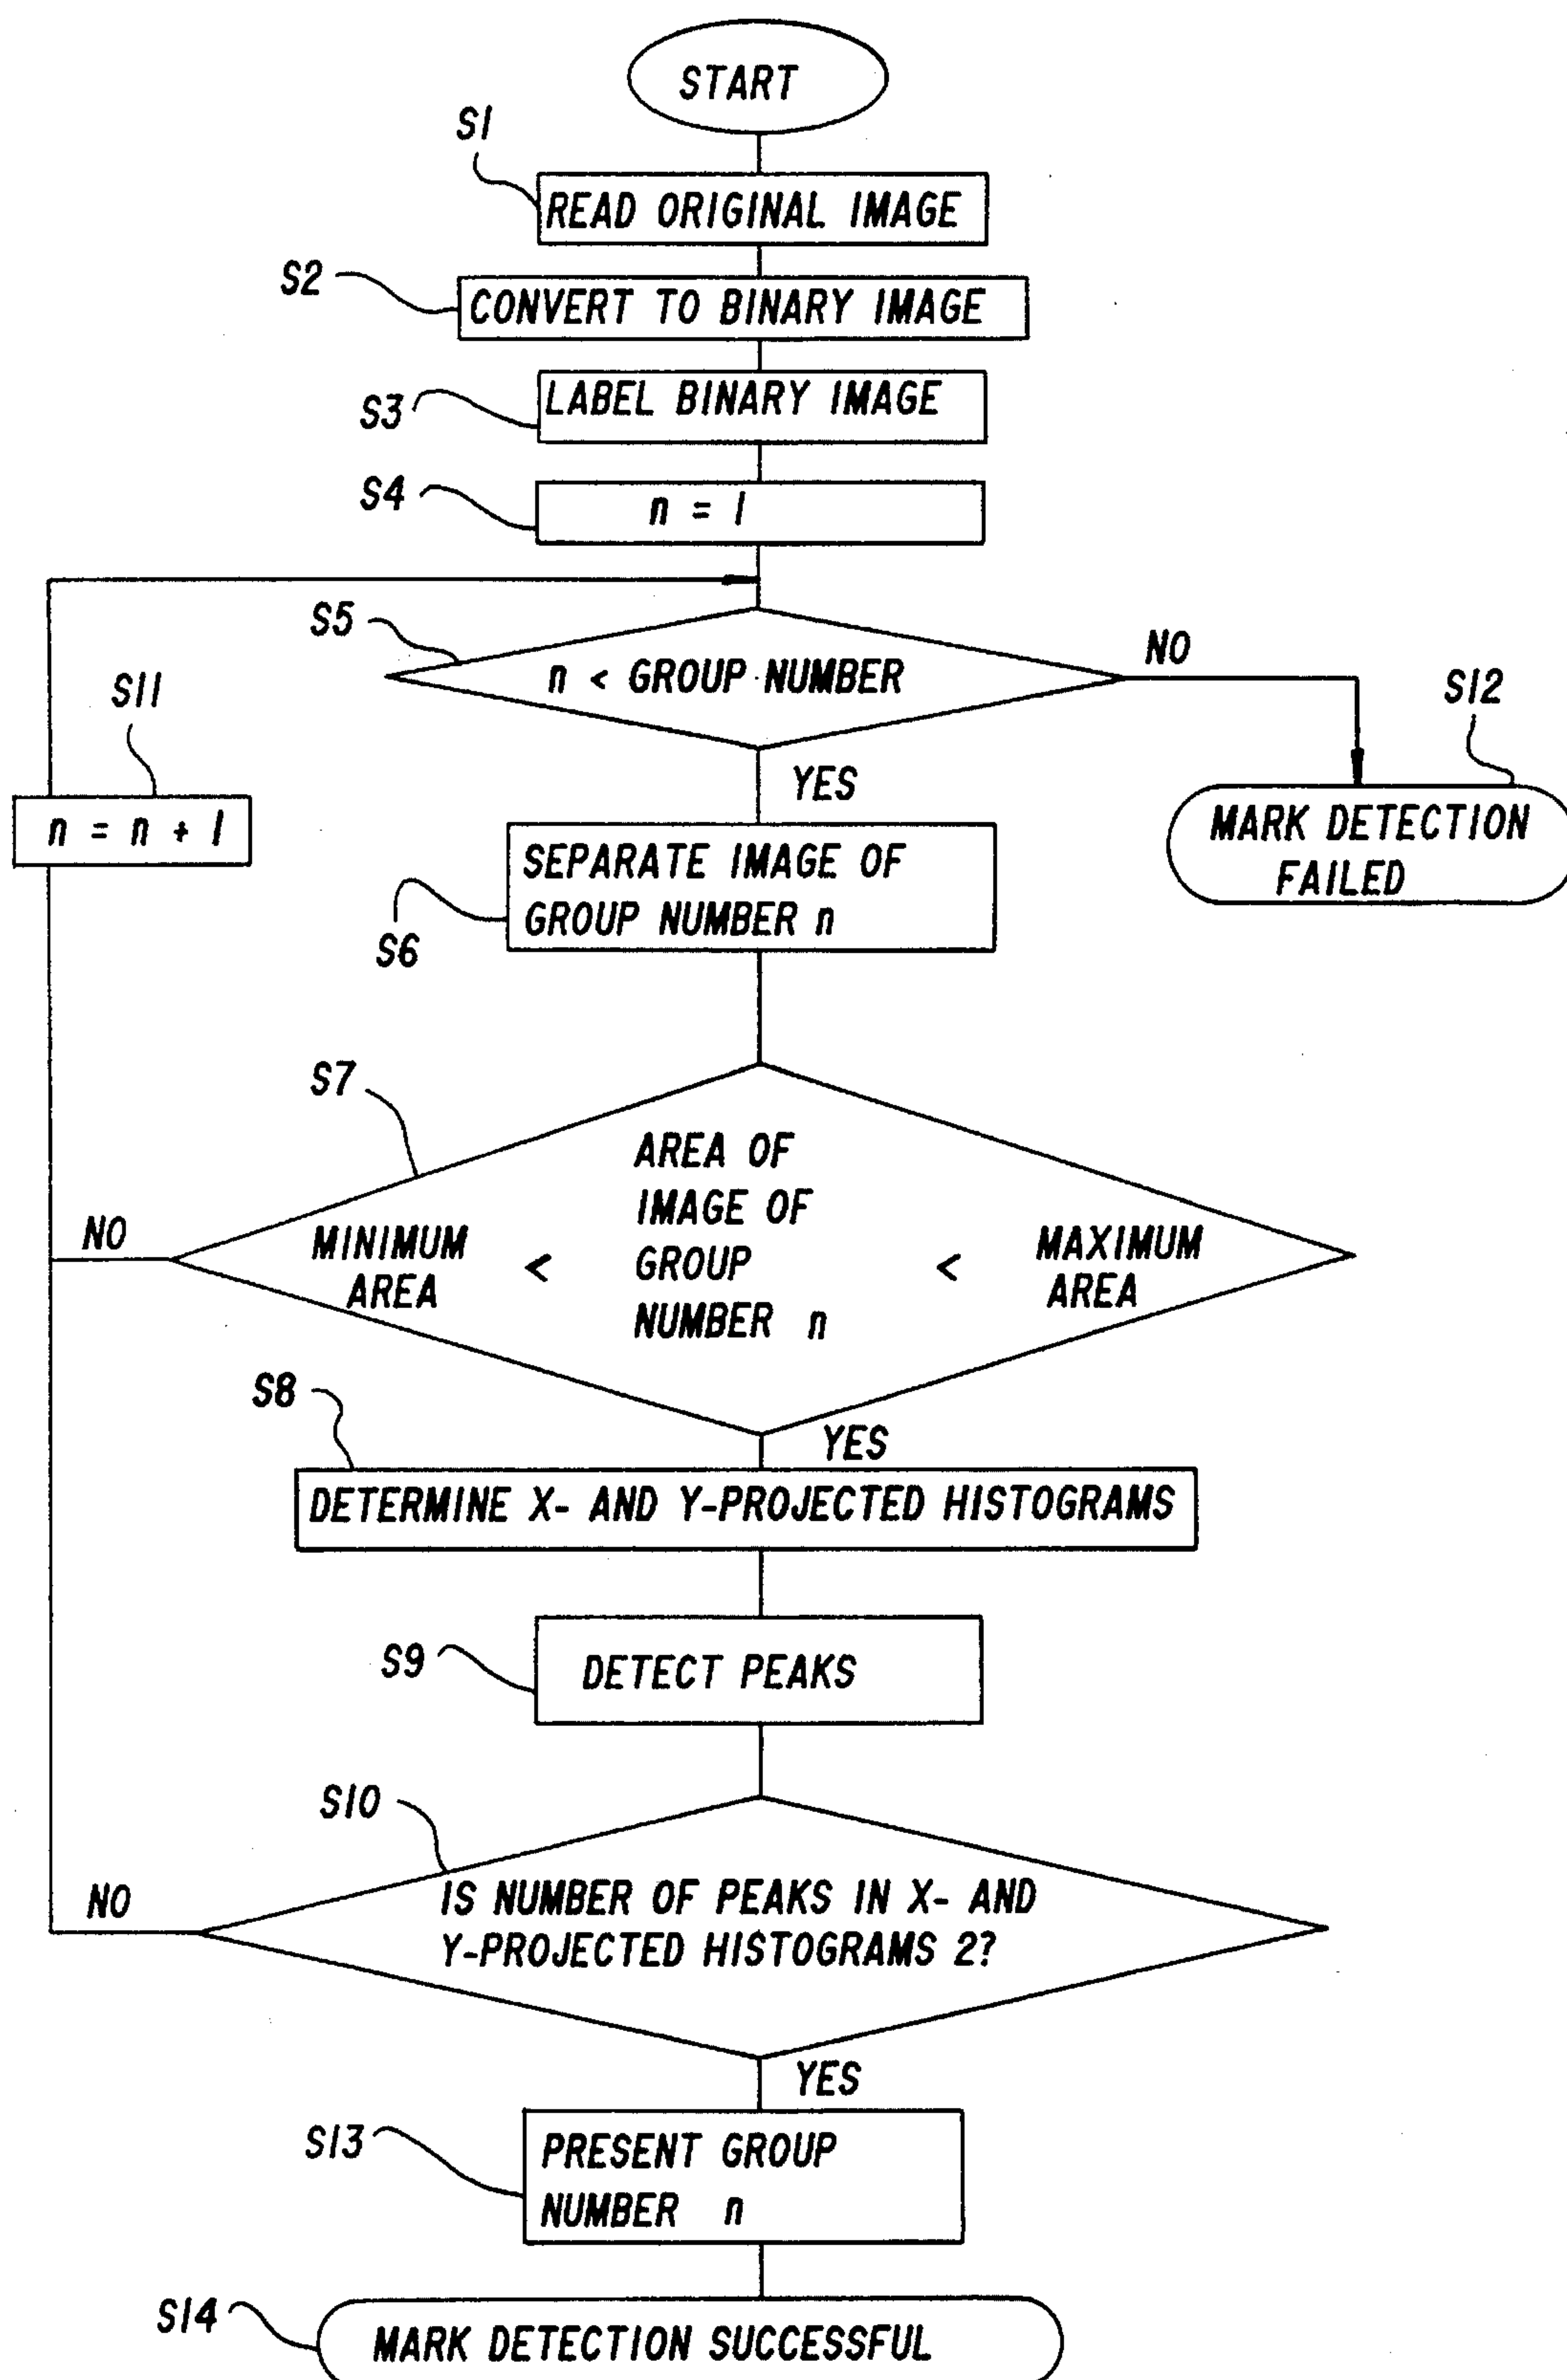 START
S1
READ ORIGINAL IMAGE
S2
CONVERT TO BINARY IMAGE
S3
LABEL BINARY IMAGE
S4
n = 1
S5
n < GROUP NUMBER
NO
S11
S12
YES
n = n + 1
MARK DETECTION
FAILED
SEPARATE IMAGE OF
GROUP NUMBER n
S6
S7
AREA OF
IMAGE OF
GROUP
NUMBER n
NO
MINIMUM
AREA
<
<
MAXIMUM
AREA
S8
YES
DETERMINE X- AND Y-PROJECTED HISTOGRAMS
S9
DETECT PEAKS
S10
NO
IS NUMBER OF PEAKS IN X- AND
Y-PROJECTED HISTOGRAMS 2?
YES
S13
PRESENT GROUP
NUMBER n
S14
MARK DETECTION SUCCESSFUL